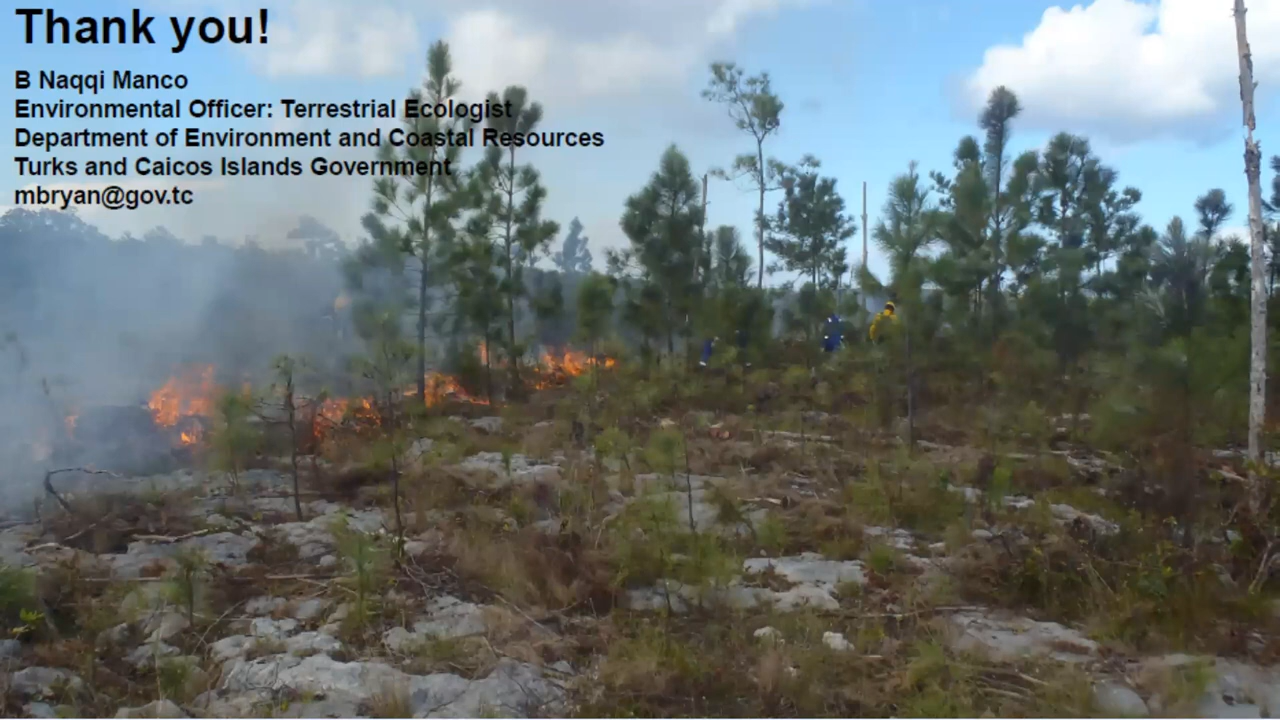 Thank you!
B Naqqi Manco
Environmental Officer: Terrestrial Ecologist
Department of Environment and Coastal Resources
Turks and Caicos Islands Government
mbryan@gov.tc